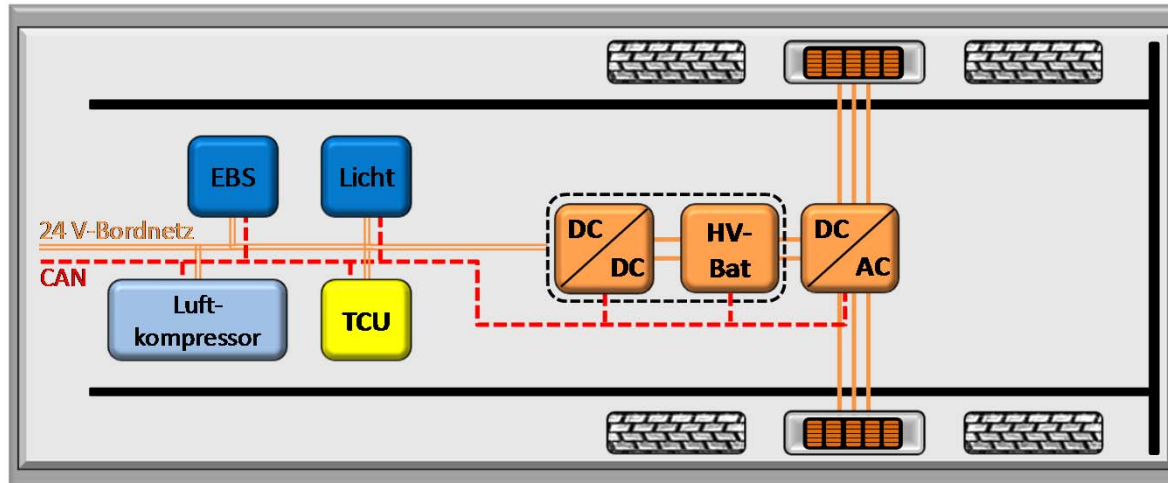 EBS
Licht
24 V-Bordnetz
CAN
Luft-
kompressor
TCU
DC
DC
HV-
Bat
DC
AC